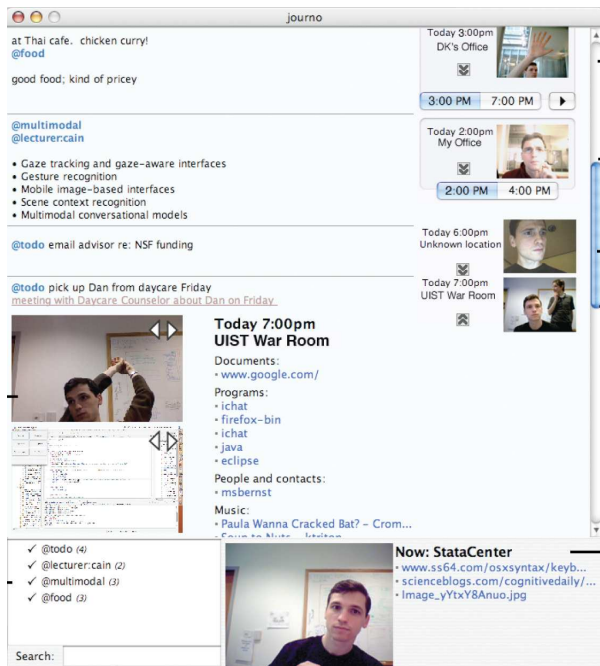 journo
at Thai cafe. chicken curry!
@food
good food; kind of pricey
Today 3:00pm
DK's Office
3:00 PM 7:00 PM
@multimodal
@lecturer:cain
• Gaze tracking and gaze-aware interfaces
• Gesture recognition
• Mobile image-based interfaces
• Scene context recognition
• Multimodal conversational models
Today 2:00pm
My Office
2:00 PM 4:00 PM
@todo email advisor re: NSF funding
Today 6:00pm
Unknown location
@todo pick up Dan from daycare Friday
meeting with Daycare Counselor about Dan on Friday
Today 7:00pm
UIST War Room
Today 7:00pm
UIST War Room
Documents:
• www.google.com/
Programs:
• ichat
• firefox-bin
• ichat
• java
• eclipse
People and contacts:
• msbernst
Music:
• Paula Wanna Cracked Bat? – Crom...
✓ @todo (4)
✓ @lecturer:cain (2)
✓ @multimodal (3)
✓ @food (3)
Search:
Now: StataCenter
• www.ss64.com/osxsyntax/keyb...
• scienceblogs.com/cognitivedaily/...
• Image_yYtxY8Anuo.jpg